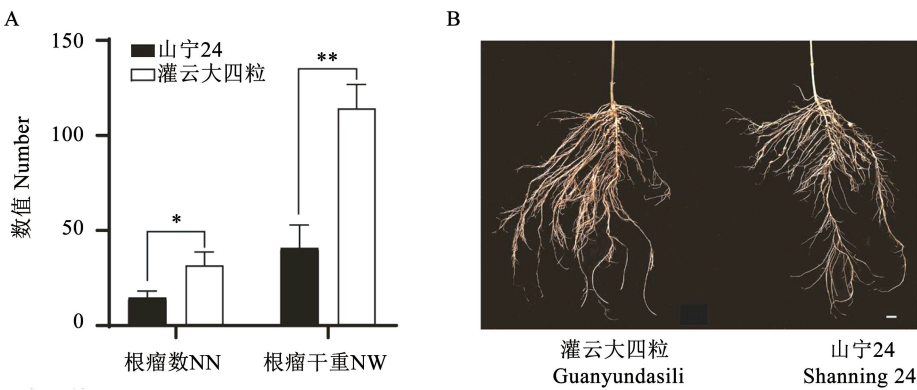 A
B
150
100
50
0
数值 Number
山宁24
灌云大四粒
*
**
根瘤数NN
根瘤干重NW
灌云大四粒
Guanyundasili
山宁24
Shanning 24